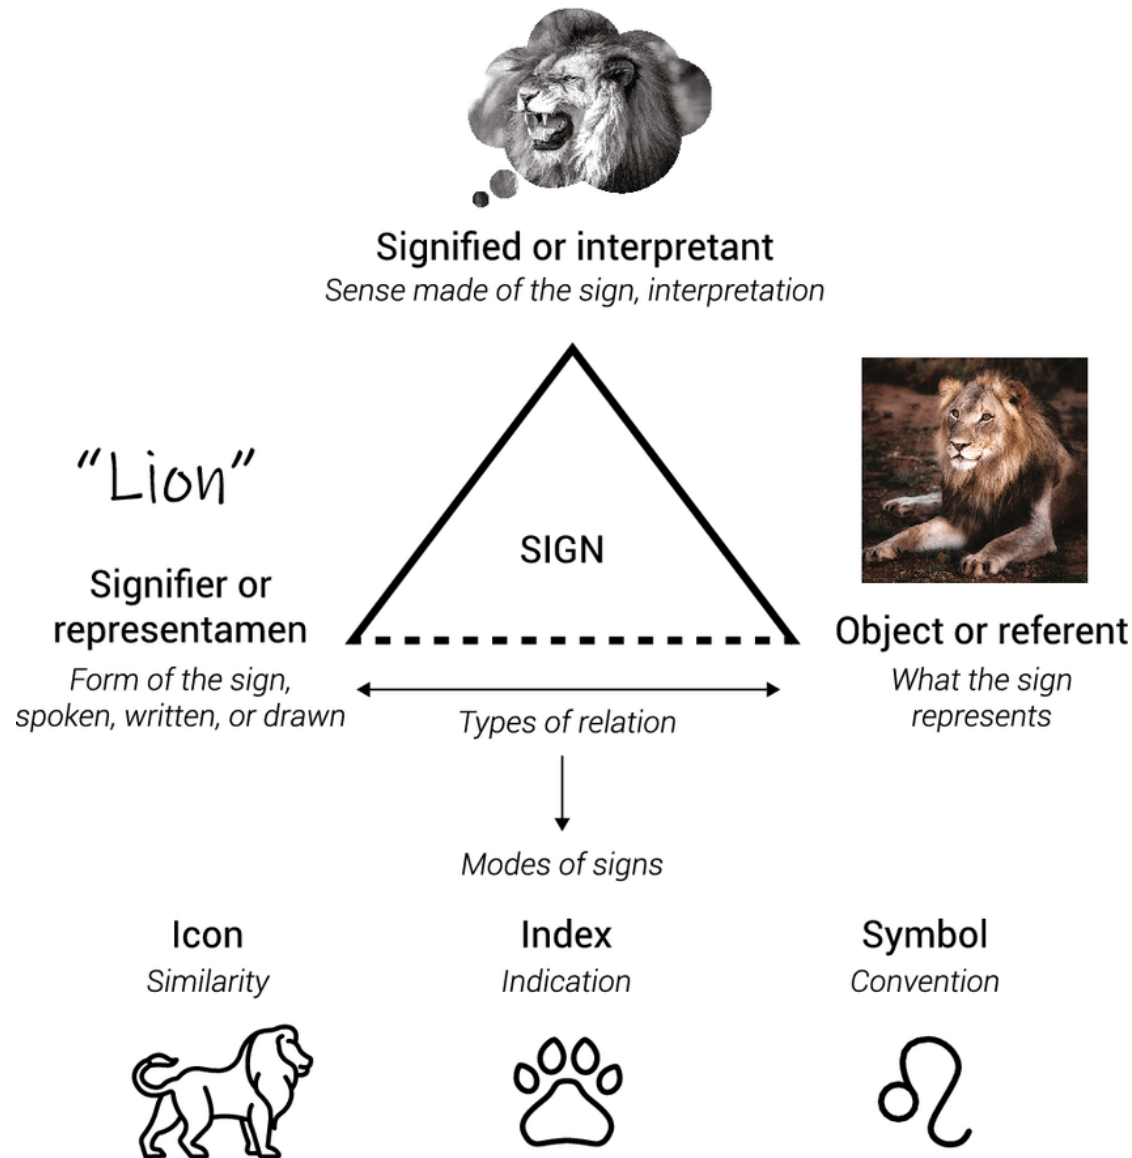 Signified or interpretant
Sense made of the sign, interpretation
“Lion”
SIGN
Signifier or
representamen
Form of the sign,
spoken, written, or drawn
Object or referent
What the sign
represents
Types of relation
Modes of signs
Icon
Similarity
Index
Indication
Symbol
Convention